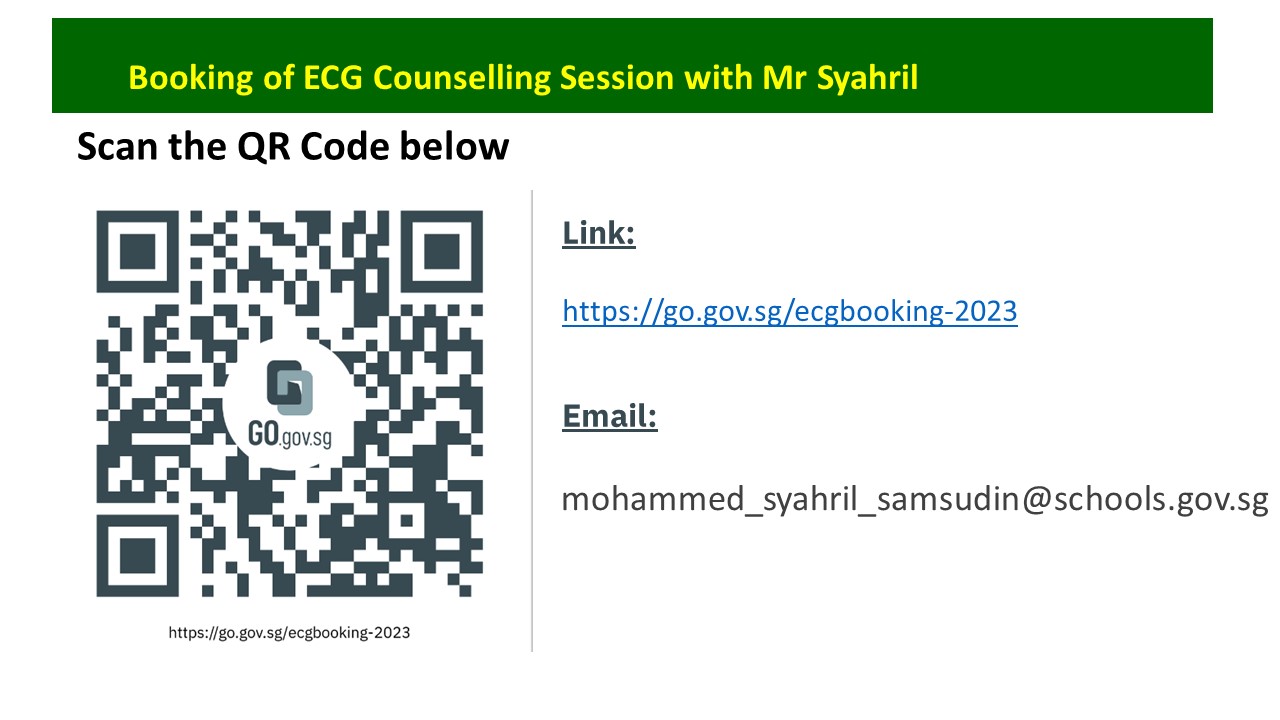 Booking of ECG Counselling Session with Mr Syahril
Scan the QR Code below
GO.gov.sg
https://go.gov.sg/ecgbooking-2023
Link:
https://go.gov.sg/ecgbooking-2023
Email:
mohammed_syahril_samsudin@schools.gov.sg